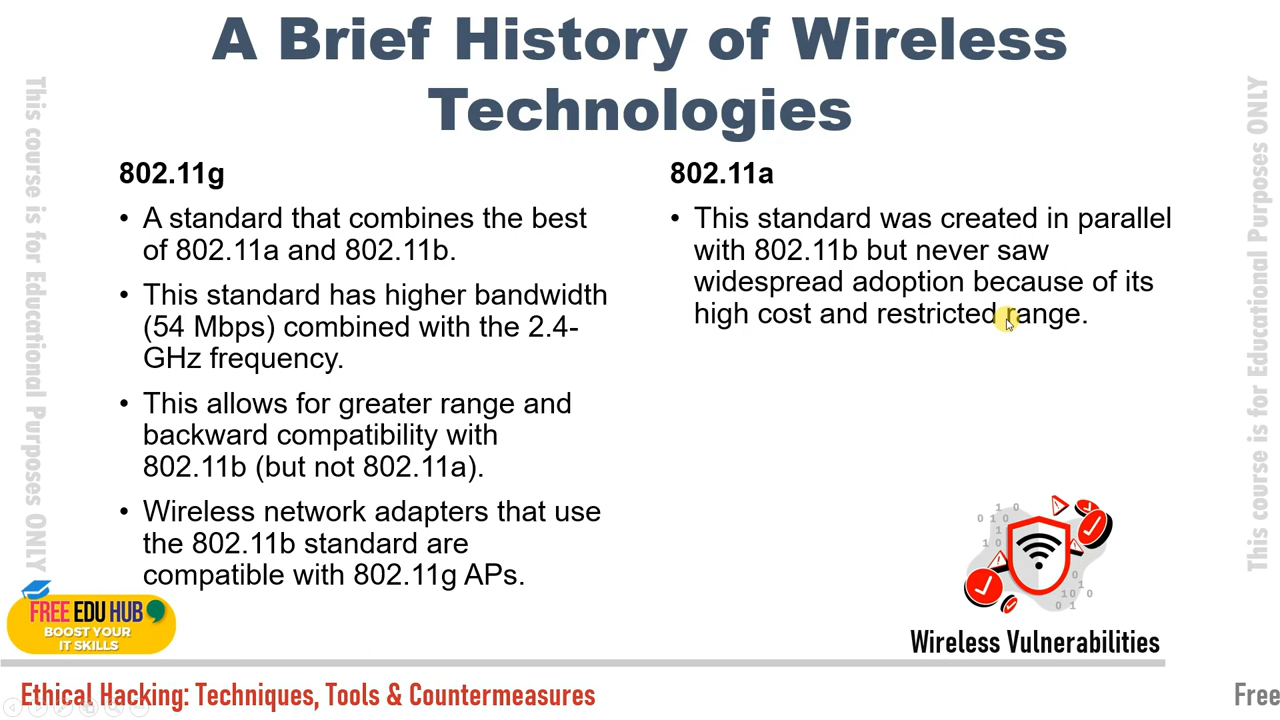 A Brief History of Wireless
Technologies
802.11g
• A standard that combines the best
of 802.11a and 802.11b.
• This standard has higher bandwidth
(54 Mbps) combined with the 2.4-
GHz frequency.
• This allows for greater range and
backward compatibility with
802.11b (but not 802.11a).
• Wireless network adapters that use
the 802.11b standard are
compatible with 802.11g APs.
802.11a
• This standard was created in parallel
with 802.11b but never saw
widespread adoption because of its
high cost and restricted range.
This course is for Educational Purposes ONLY
This course is for Educational Purposes ONLY
FREE EDU HUB
BOOST YOUR
IT SKILLS
Wireless Vulnerabilities
Ethical Hacking: Techniques, Tools & Countermeasures
Free